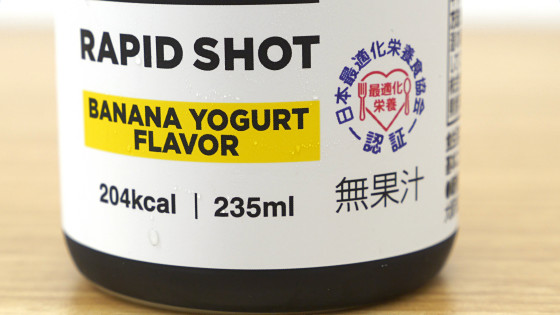 RAPID SHOT
BANANA YOGURT
FLAVOR
204kcal | 235ml
日本最適化栄養食協会
最適化
栄養
認証
無果汁